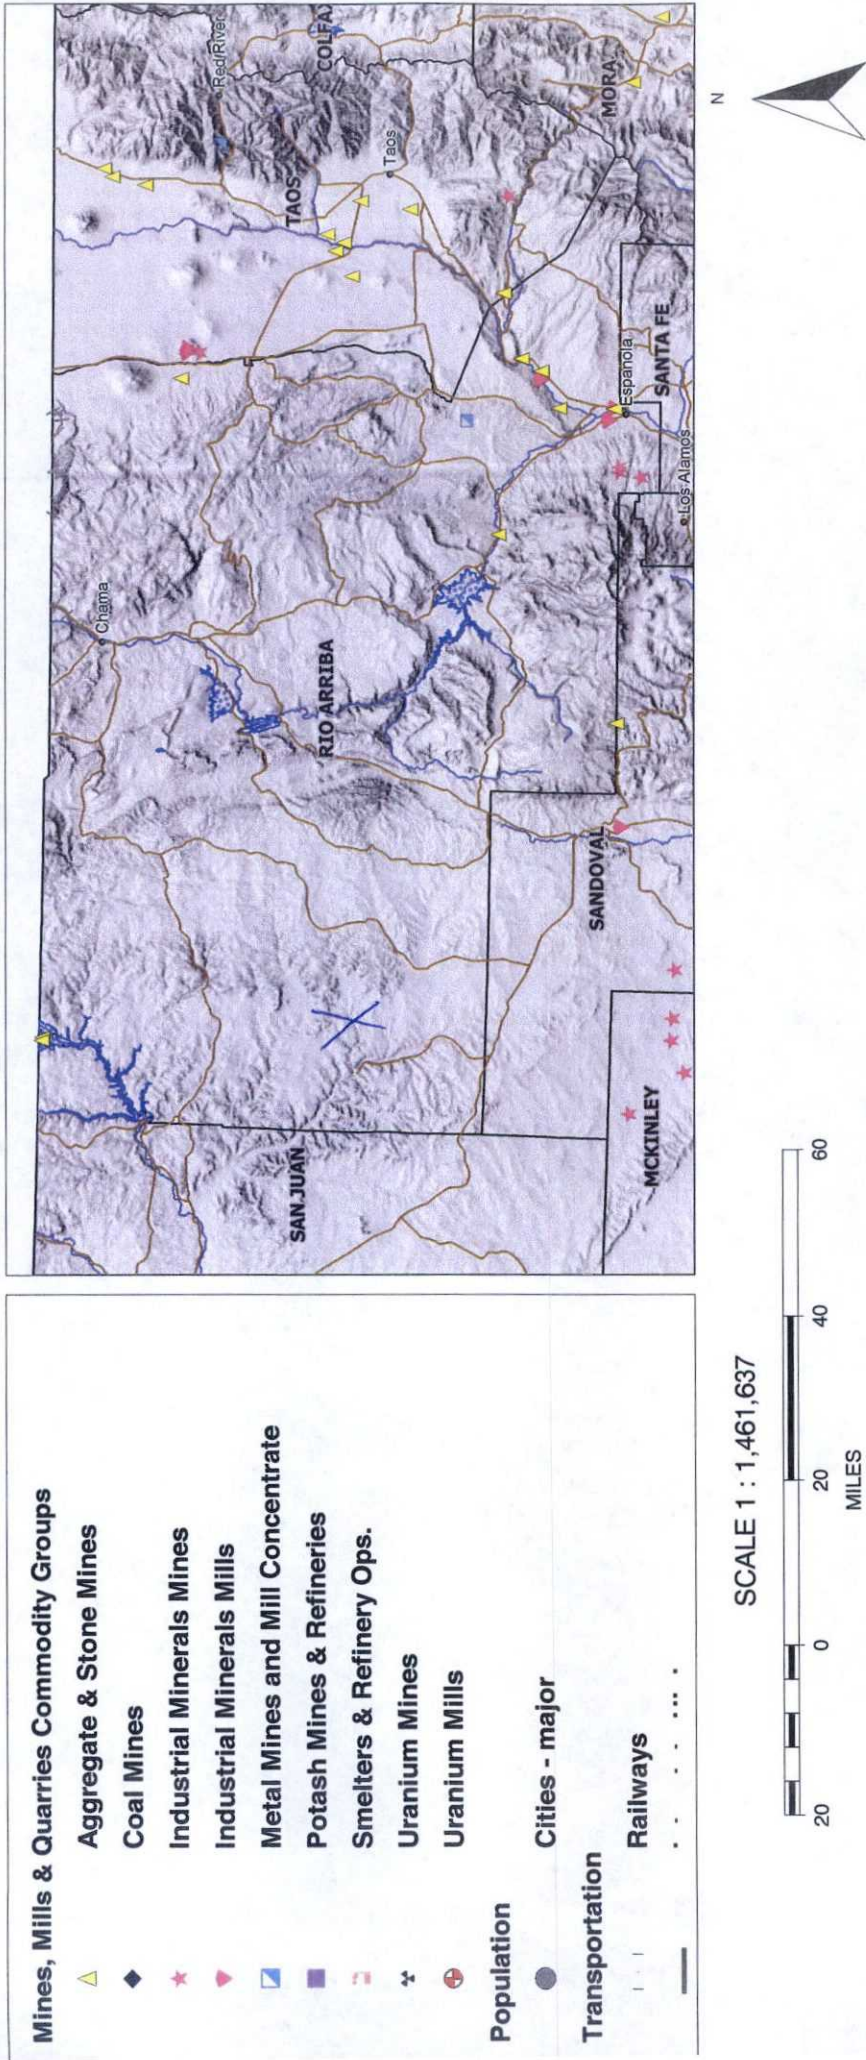 Mines, Mills & Quarries Commodity Groups
Aggregate & Stone Mines
Coal Mines
Industrial Minerals Mines
Industrial Minerals Mills
Metal Mines and Mill Concentrate
Potash Mines & Refineries
Smelters & Refinery Ops.
Uranium Mines
Uranium Mills
Population
Cities - major
Transportation
Railways
Chama
Red River
COLFAX
TAOS
Taos
SAN JUAN
RIO ARRIBA
MORA
SANDOVAL
Espanola
SANTA FE
MCKINLEY
Los Alamos
N
SCALE 1 : 1,461,637
20 0 20 40 60
MILES